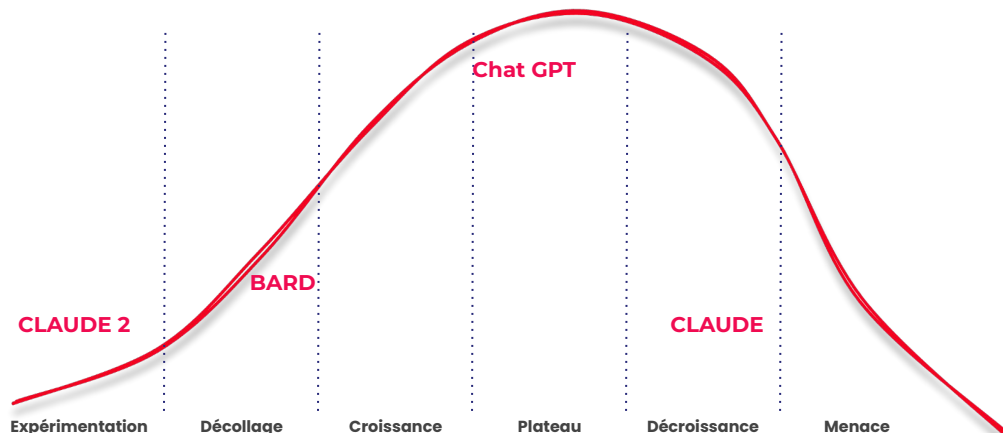 Chat GPT
BARD
CLAUDE 2
CLAUDE
Expérimentation
Décollage
Croissance
Plateau
Décroissance
Menace